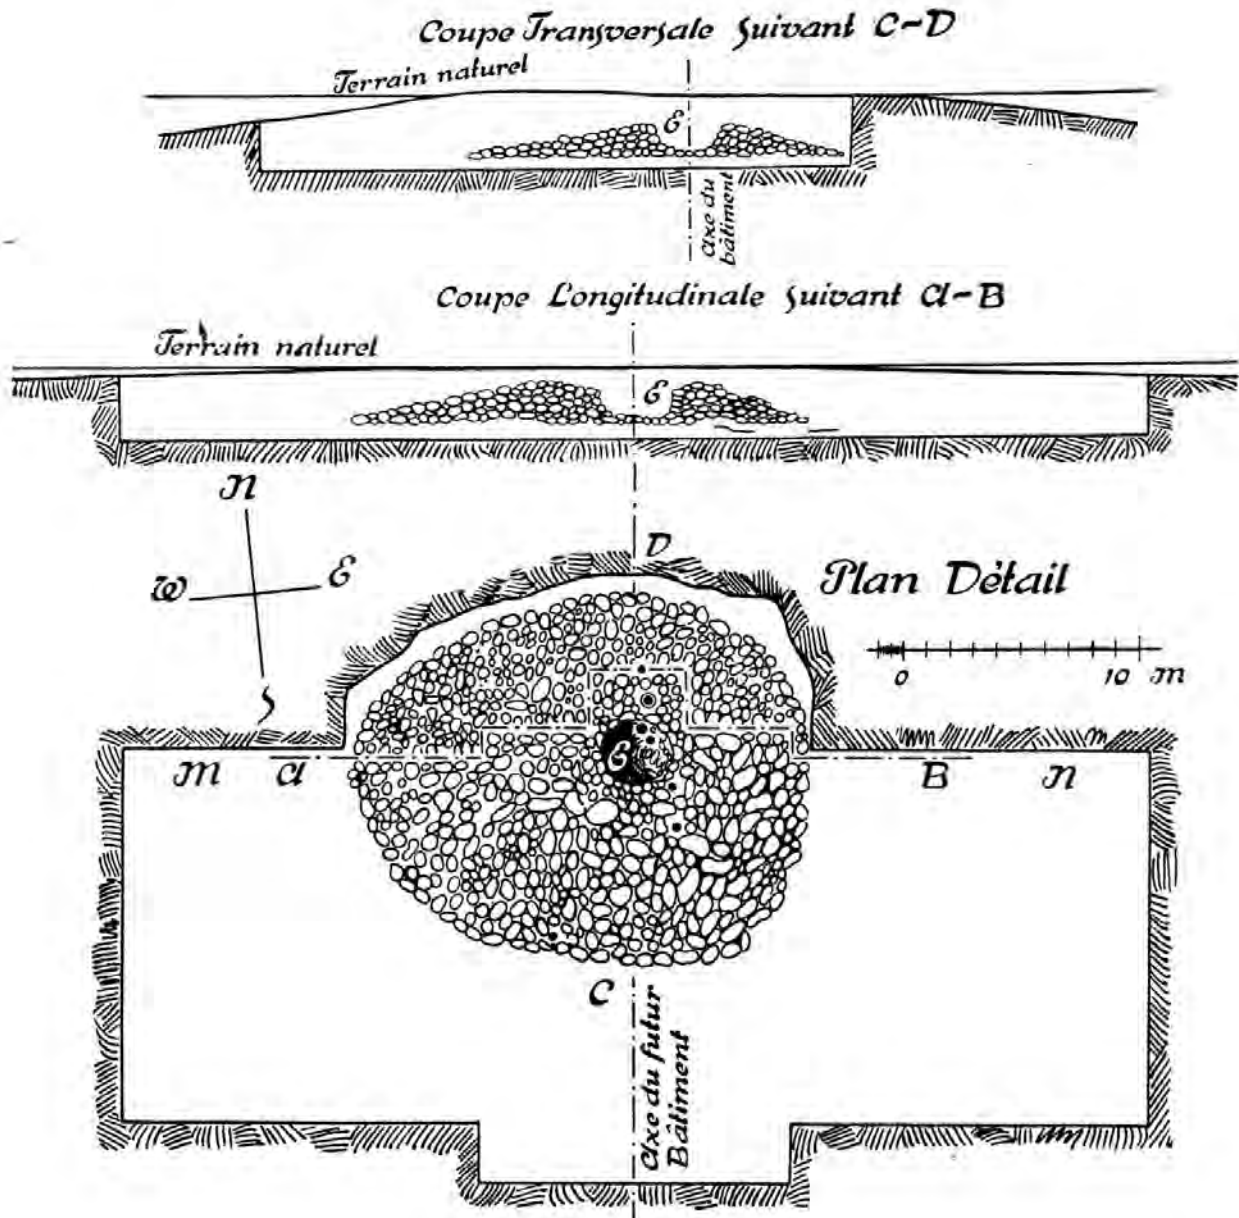 Coupe Transversale suivant C-D
Terrain naturel
E
Axe du
bâtiment
Coupe Longitudinale suivant A-B
Terrain naturel
E
N
W
E
S
D
Plan Détail
0 10 m
M A
E
B N
C
Axe du futur
Bâtiment